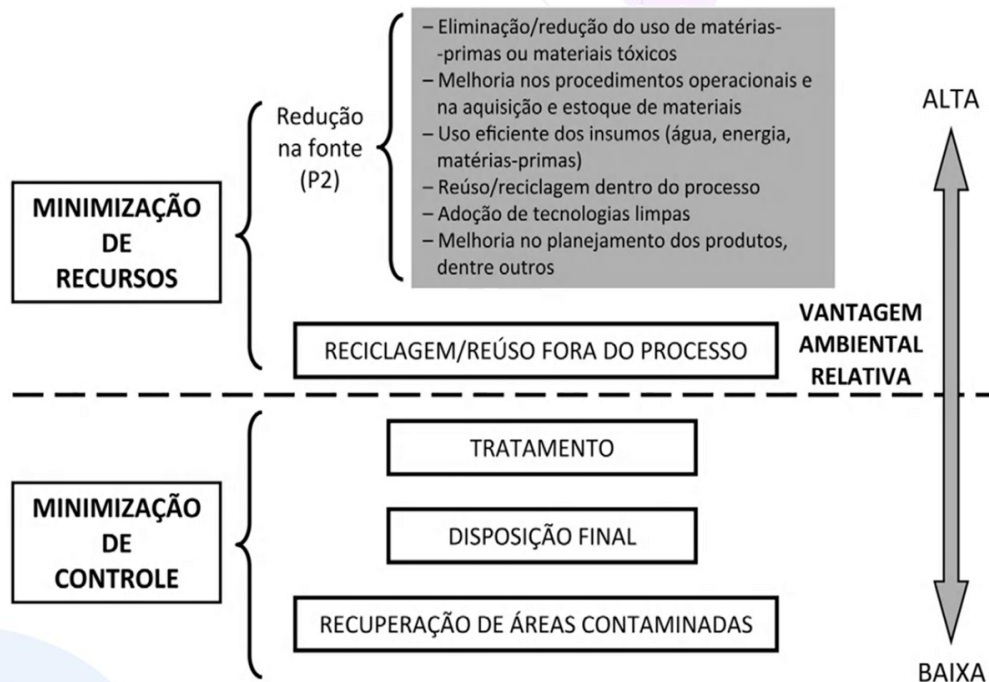 – Eliminação/redução do uso de matérias-
-primas ou materiais tóxicos
– Melhoria nos procedimentos operacionais e
na aquisição e estoque de materiais
– Uso eficiente dos insumos (água, energia,
matérias-primas)
– Reúso/reciclagem dentro do processo
– Adoção de tecnologias limpas
– Melhoria no planejamento dos produtos,
dentre outros
Redução
na fonte
(P2)
MINIMIZAÇÃO
DE
RECURSOS
RECICLAGEM/REÚSO FORA DO PROCESSO
ALTA
VANTAGEM
AMBIENTAL
RELATIVA
MINIMIZAÇÃO
DE
CONTROLE
TRATAMENTO
DISPOSIÇÃO FINAL
RECUPERAÇÃO DE ÁREAS CONTAMINADAS
BAIXA